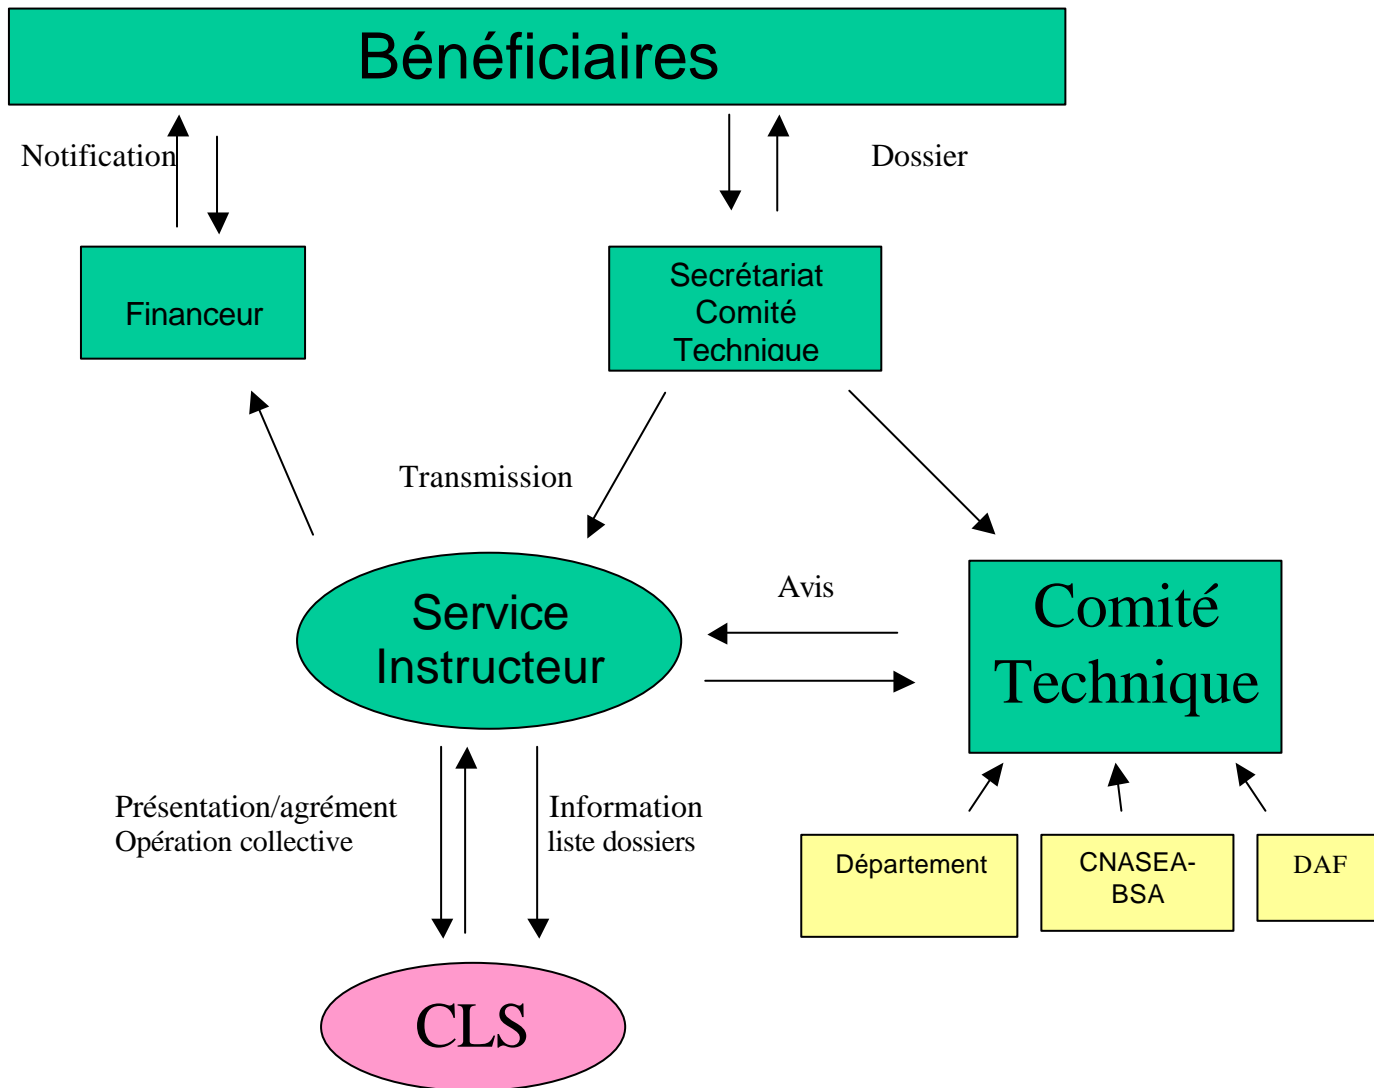 Bénéficiaires
Notification
Dossier
Financeur
Secrétariat
Comité
Technique
Transmission
Avis
Service
Instructeur
Comité
Technique
Présentation/agrément
Opération collective
Information
liste dossiers
Département
CNASEA-
BSA
DAF
CLS